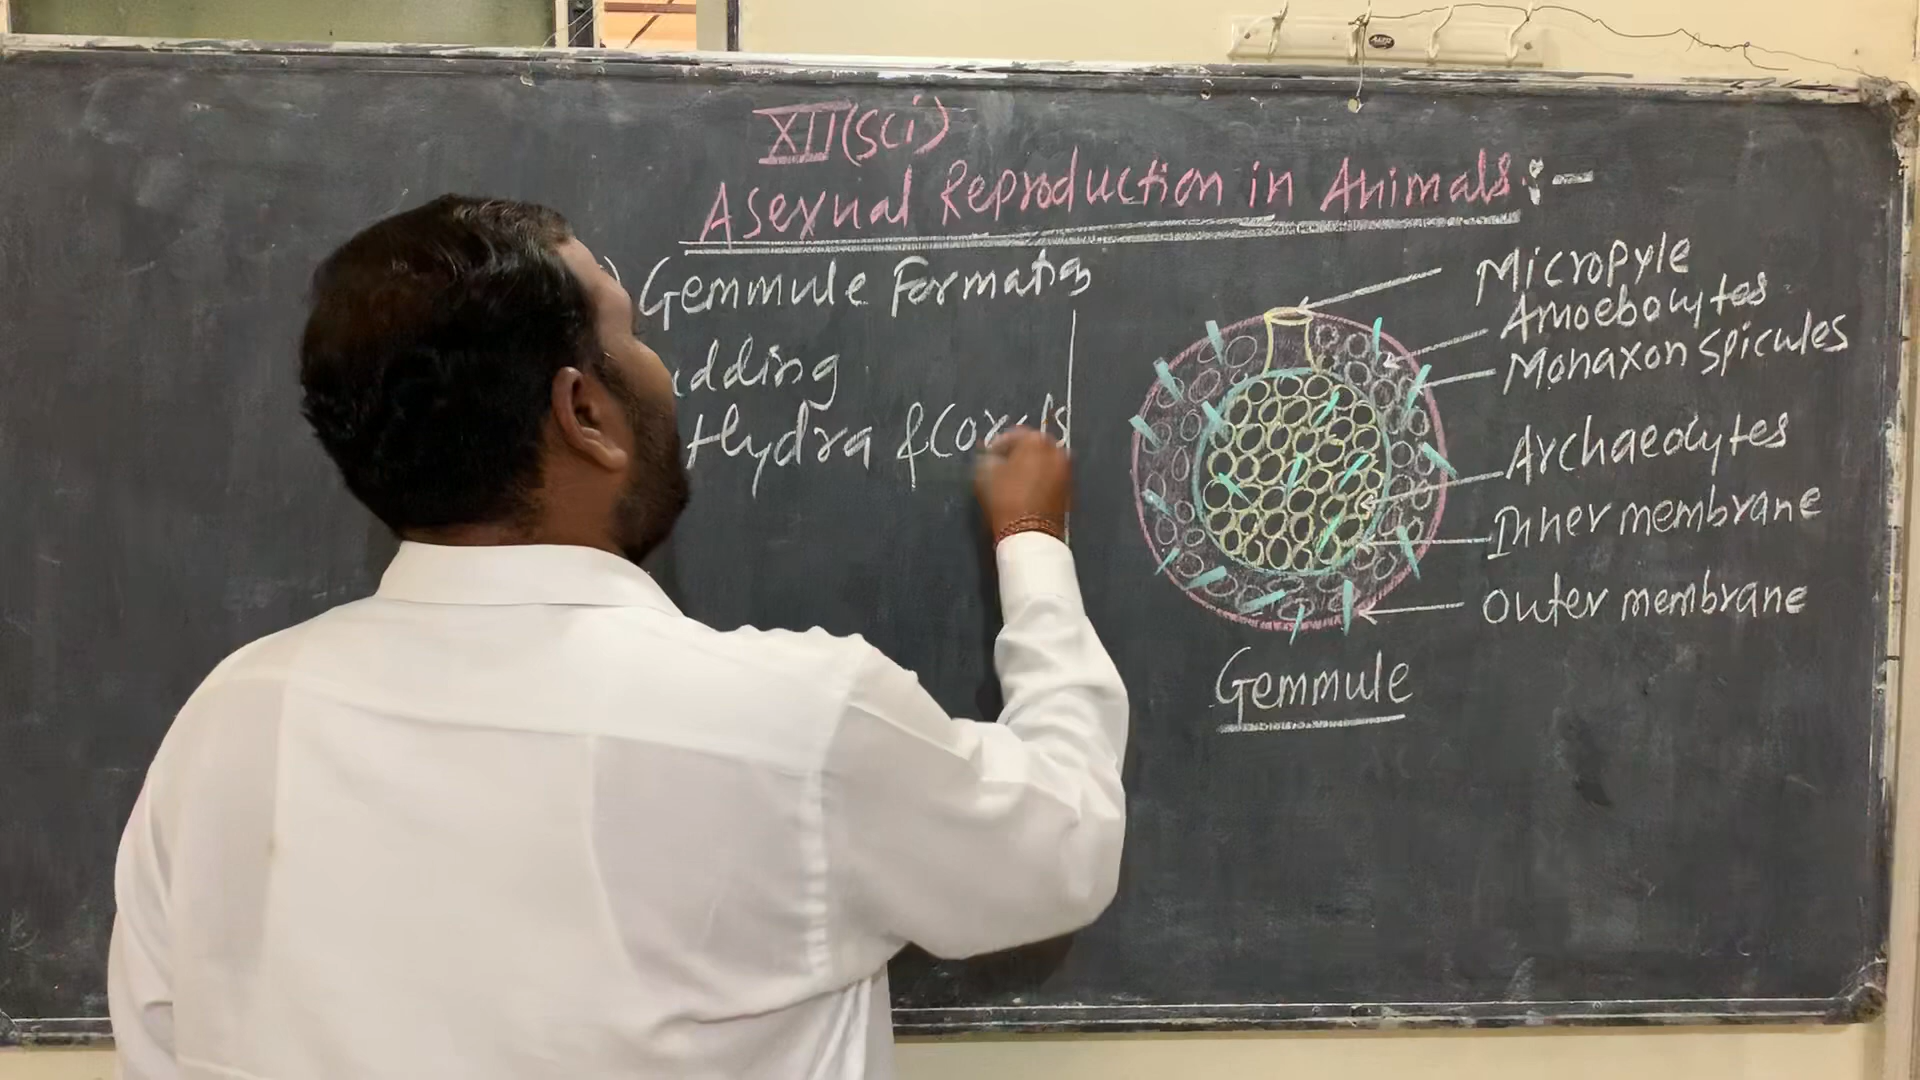 XII(Sci)
Asexual Reproduction in Animals :-
) Gemmule Formation
udding
Hydra & Corals
Micropyle
Amoebocytes
Monaxon Spicules
Archaeocytes
Inner membrane
Outer membrane
Gemmule